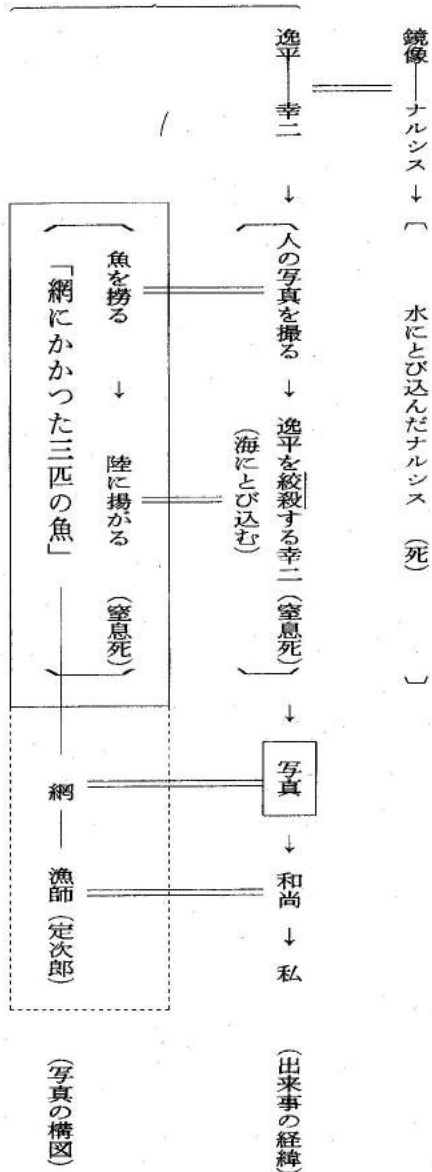 鏡像――ナルシス→〔 水にとび込んだナルシス (死) 〕
逸平――幸二→〔人の写真を撮る→逸平を絞殺する幸二(窒息死)〕→写真→和尚→私 (出来事の経緯)
(海にとび込む)
〔魚を撈る→陸に揚がる (窒息死)〕
「網にかかつた三匹の魚」――網――漁師(定次郎) (写真の構図)